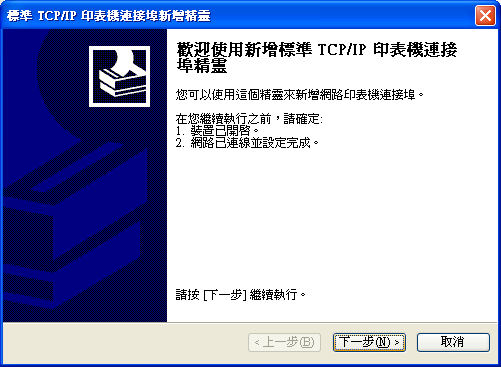 標準 TCP/IP 印表機連接埠新增精靈
歡迎使用新增標準 TCP/IP 印表機連接
埠精靈
您可以使用這個精靈來新增網路印表機連接埠。
在您繼續執行之前，請確定:
1. 裝置已開啓。
2. 網路已連線並設定完成。
請按 [下一步] 繼續執行。
< 上一步(B)
下一步(N) >
取消